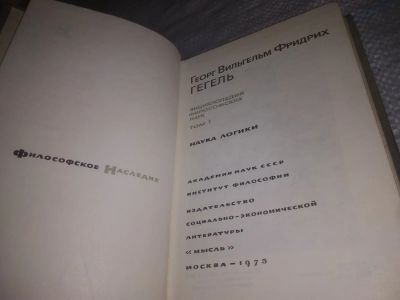 Философское Наследие
Георг Вильгельм Фридрих
ГЕГЕЛЬ
ЭНЦИКЛОПЕДИЯ
ФИЛОСОФСКИХ
НАУК
ТОМ 1
НАУКА ЛОГИКИ
АКАДЕМИЯ НАУК СССР
ИНСТИТУТ ФИЛОСОФИИ
ИЗДАТЕЛЬСТВО
СОЦИАЛЬНО-ЭКОНОМИЧЕСКОЙ
ЛИТЕРАТУРЫ
«МЫСЛЬ»
МОСКВА — 1975